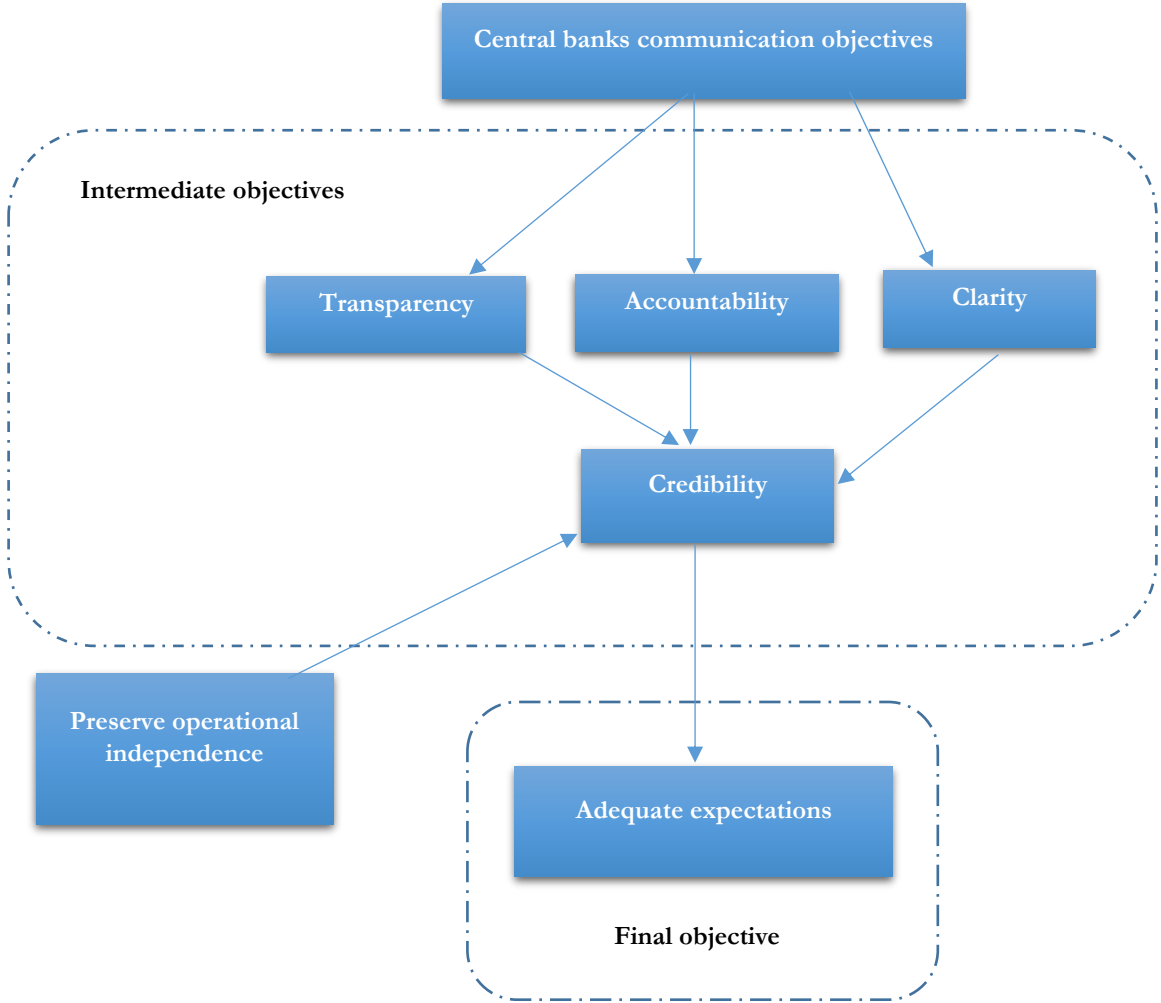 Central banks communication objectives
Intermediate objectives
Transparency
Accountability
Clarity
Credibility
Preserve operational
independence
Adequate expectations
Final objective